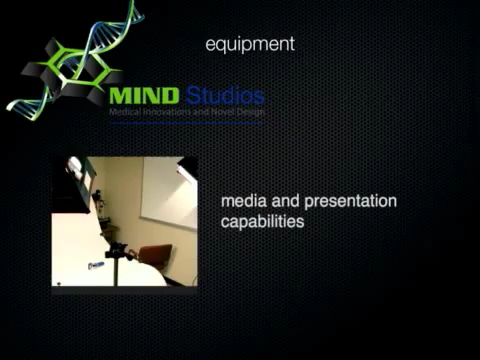 equipment
MIND Studios
Medical Innovations and Novel Design
media and presentation
capabilities